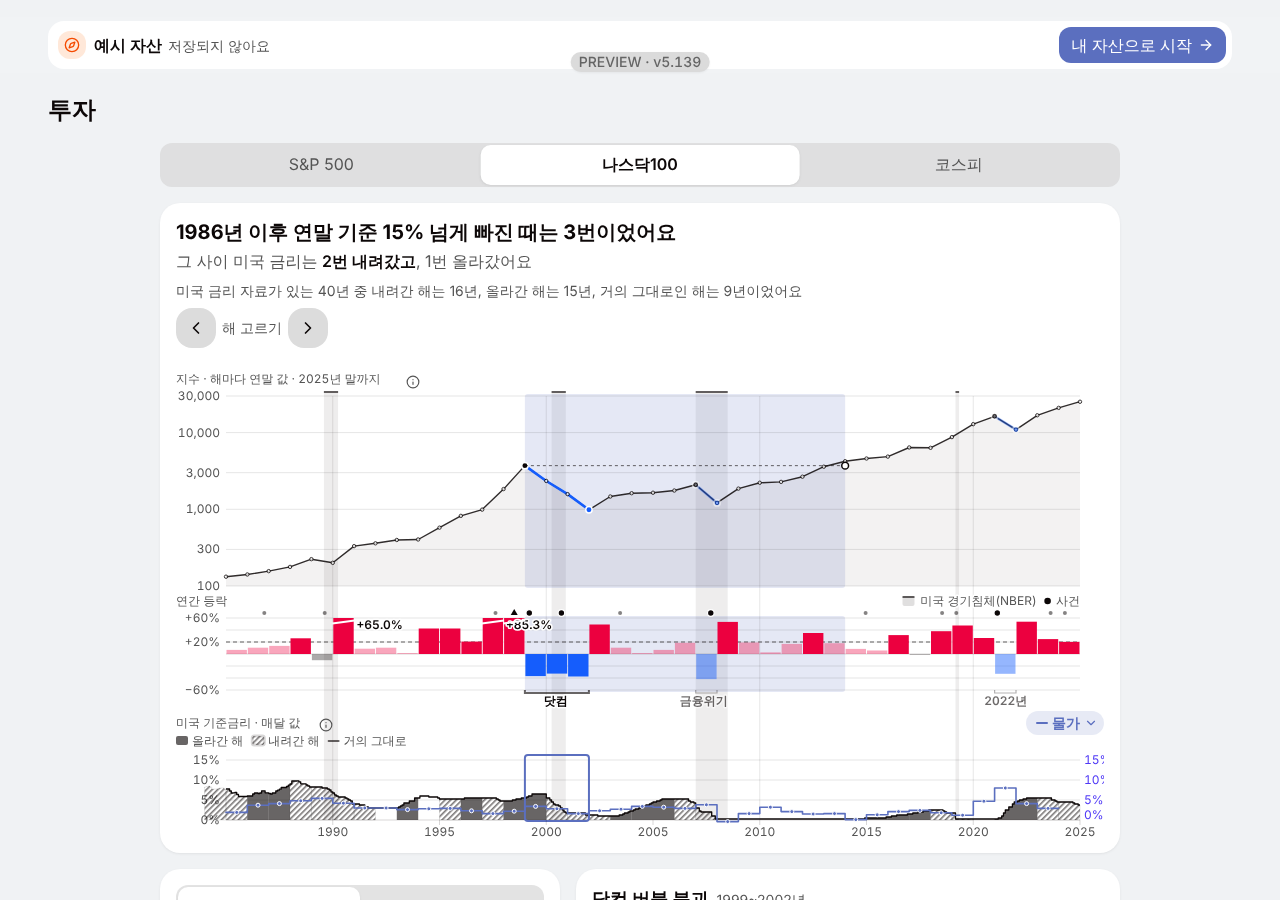 예시 자산 저장되지 않아요
내 자산으로 시작 →
PREVIEW · v5.139
투자
S&P 500
나스닥100
코스피
1986년 이후 연말 기준 15% 넘게 빠진 때는 3번이었어요
그 사이 미국 금리는 2번 내려갔고, 1번 올라갔어요
미국 금리 자료가 있는 40년 중 내려간 해는 16년, 올라간 해는 15년, 거의 그대로인 해는 9년이었어요
해 고르기
지수 · 해마다 연말 값 · 2025년 말까지
30,000
10,000
3,000
1,000
300
100
연간 등락
미국 경기침체(NBER) 사건
+60%
+65.0%
+85.3%
+20%
−60%
닷컴
금융위기
2022년
미국 기준금리 · 매달 값
물가
올라간 해 내려간 해 거의 그대로
15% 15%
10% 10%
5% 5%
0% 0%
1990 1995 2000 2005 2010 2015 2020 2025
닷컴 버블 붕괴 1999~2002년